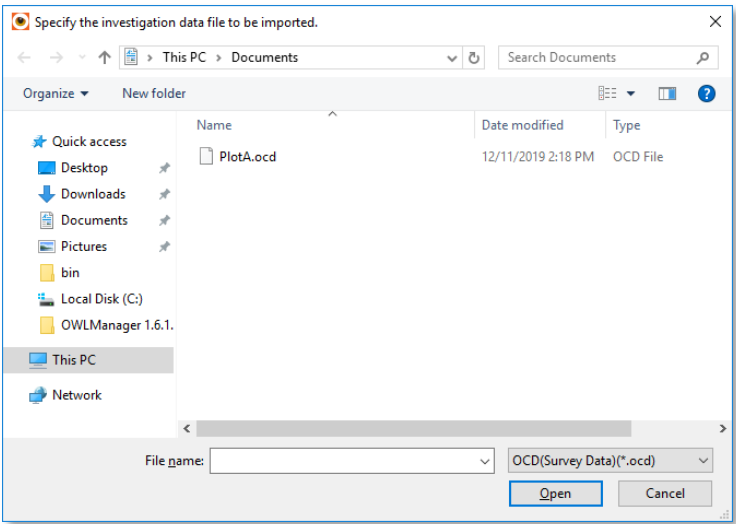 Specify the investigation data file to be imported.
This PC > Documents
Search Documents
Organize
New folder
Name
Date modified
Type
Quick access
PlotA.ocd
12/11/2019 2:18 PM
OCD File
Desktop
Downloads
Documents
Pictures
bin
Local Disk (C:)
OWLManager 1.6.1.
This PC
Network
File name:
OCD(Survey Data)(*.ocd)
Open
Cancel